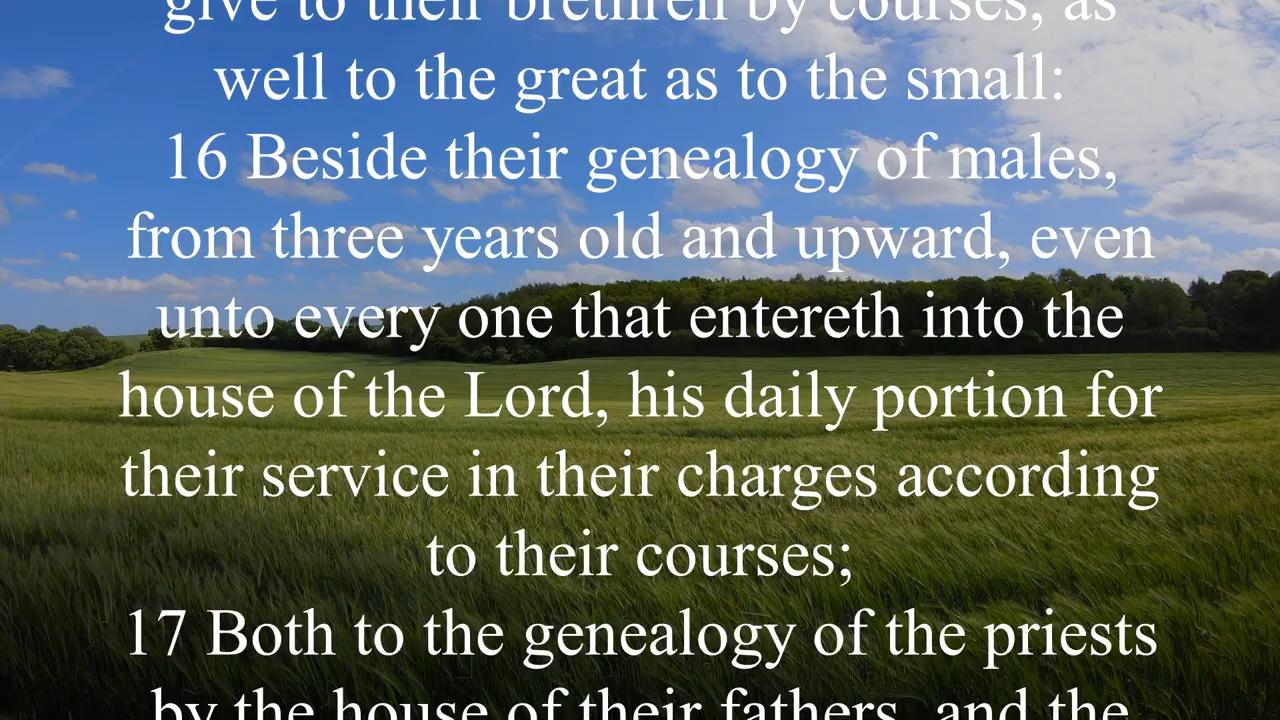 give to their brethren by courses, as
well to the great as to the small:
16 Beside their genealogy of males,
from three years old and upward, even
unto every one that entereth into the
house of the Lord, his daily portion for
their service in their charges according
to their courses;
17 Both to the genealogy of the priests
by the house of their fathers, and the